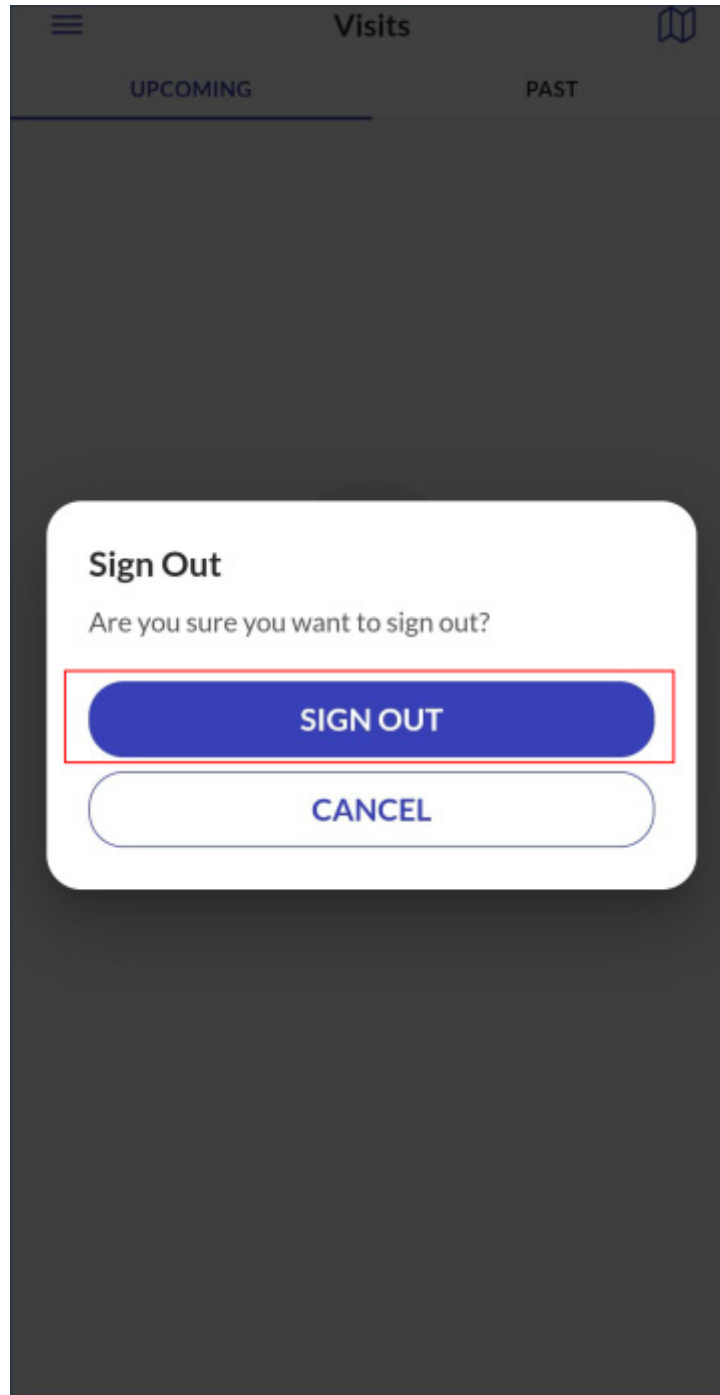 Visits
UPCOMING PAST
Sign Out
Are you sure you want to sign out?
SIGN OUT
CANCEL